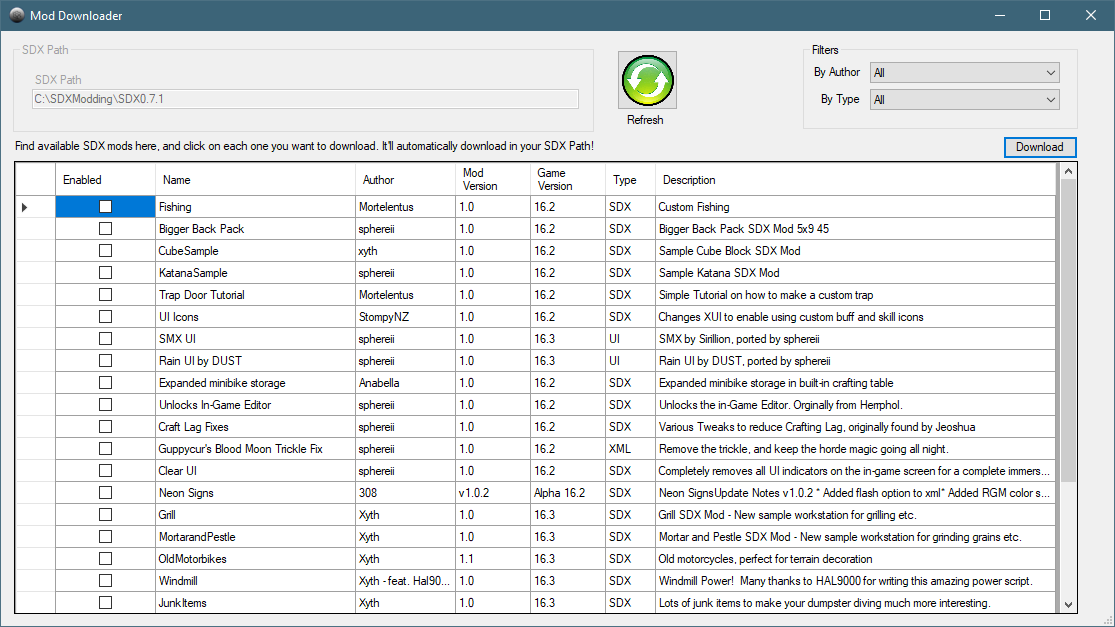 Mod Downloader
SDX Path
SDX Path
C:\SDXModding\SDX0.7.1
Refresh
Filters
By Author All
By Type All
Find available SDX mods here, and click on each one you want to download. It'll automatically download in your SDX Path!
Download
Enabled Name Author Mod Version Game Version Type Description
Fishing Mortelentus 1.0 16.2 SDX Custom Fishing
Bigger Back Pack sphereii 1.0 16.2 SDX Bigger Back Pack SDX Mod 5x9 45
CubeSample xyth 1.0 16.2 SDX Sample Cube Block SDX Mod
KatanaSample sphereii 1.0 16.2 SDX Sample Katana SDX Mod
Trap Door Tutorial Mortelentus 1.0 16.2 SDX Simple Tutorial on how to make a custom trap
UI Icons StompyNZ 1.0 16.2 SDX Changes XUI to enable using custom buff and skill icons
SMX UI sphereii 1.0 16.3 UI SMX by Sirillion, ported by sphereii
Rain UI by DUST sphereii 1.0 16.3 UI Rain UI by DUST, ported by sphereii
Expanded minibike storage Anabella 1.0 16.2 SDX Expanded minibike storage in built-in crafting table
Unlocks In-Game Editor sphereii 1.0 16.2 SDX Unlocks the in-Game Editor. Orginally from Herrphol.
Craft Lag Fixes sphereii 1.0 16.2 SDX Various Tweaks to reduce Crafting Lag, originally found by Jeoshua
Guppycur's Blood Moon Trickle Fix sphereii 1.0 16.2 XML Remove the trickle, and keep the horde magic going all night.
Clear UI sphereii 1.0 16.2 SDX Completely removes all UI indicators on the in-game screen for a complete immers...
Neon Signs 308 v1.0.2 Alpha 16.2 SDX Neon SignsUpdate Notes v1.0.2 * Added flash option to xml* Added RGM color s...
Grill Xyth 1.0 16.3 SDX Grill SDX Mod - New sample workstation for grilling etc.
MortarandPestle Xyth 1.0 16.3 SDX Mortar and Pestle SDX Mod - New sample workstation for grinding grains etc.
OldMotorbikes Xyth 1.1 16.3 SDX Old motorcycles, perfect for terrain decoration
Windmill Xyth - feat. Hal90... 1.0 16.3 SDX Windmill Power! Many thanks to HAL9000 for writing this amazing power script.
JunkItems Xyth 1.0 16.3 SDX Lots of junk items to make your dumpster diving much more interesting.